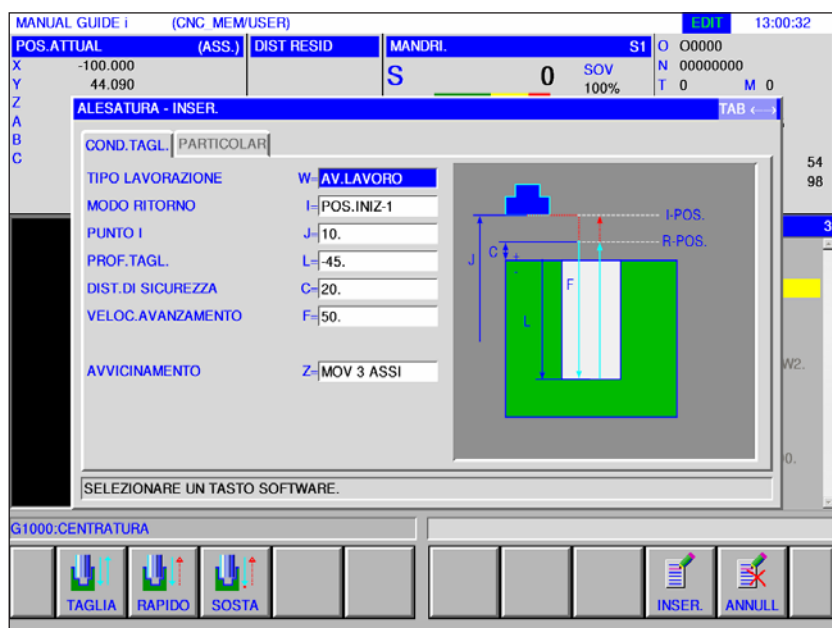 MANUAL GUIDE i (CNC_MEM/USER) EDIT 13:00:32
POS.ATTUAL (ASS.) DIST RESID MANDRI. S1 O O0000
X -100.000 N 00000000
Y 44.090 S 0 SOV 100% T 0 M 0
Z
A
B
C
54
98
3
ALESATURA - INSER. TAB ←→
COND.TAGL. PARTICOLAR
TIPO LAVORAZIONE W= AV.LAVORO
MODO RITORNO I= POS.INIZ-1
PUNTO I J= 10.
PROF.TAGL. L= -45.
DIST.DI SICUREZZA C= 20.
VELOC.AVANZAMENTO F= 50.
AVVICINAMENTO Z= MOV 3 ASSI
I-POS.
R-POS.
J C + -
F
L
W2.
0.
SELEZIONARE UN TASTO SOFTWARE.
G1000:CENTRATURA
TAGLIA RAPIDO SOSTA INSER. ANNULL